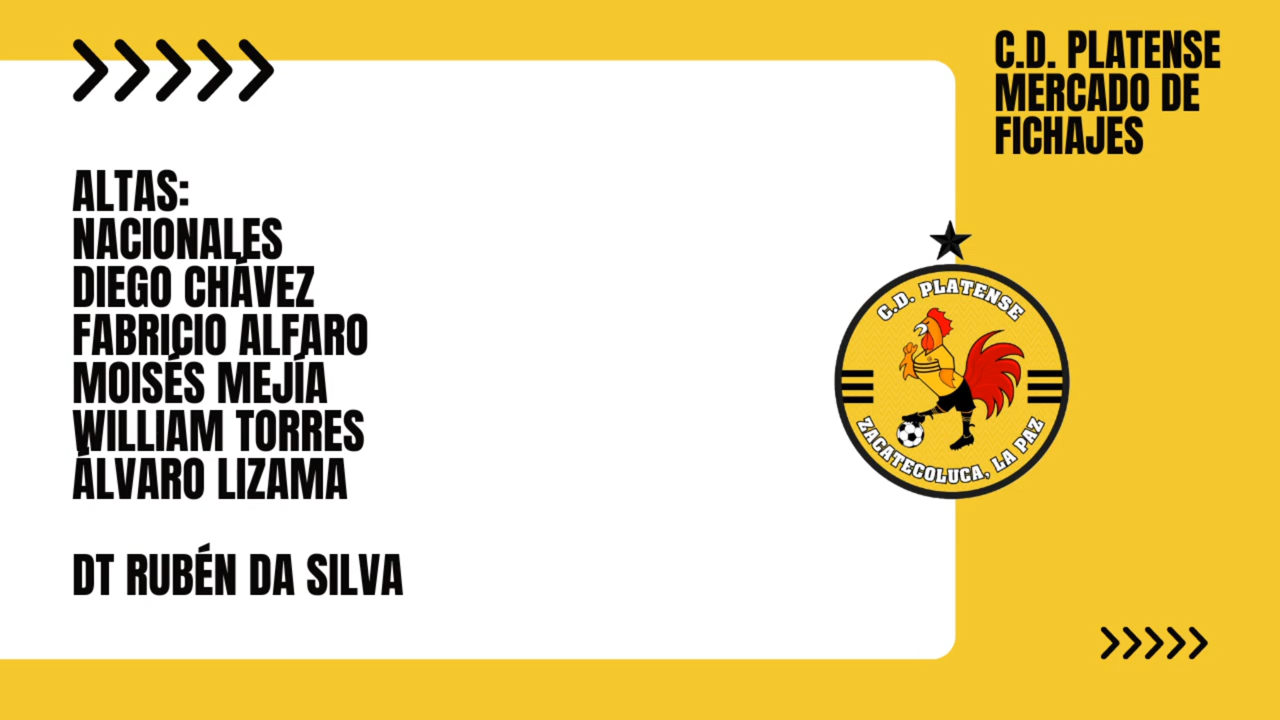 C.D. PLATENSE
MERCADO DE
FICHAJES
ALTAS:
NACIONALES
DIEGO CHÁVEZ
FABRICIO ALFARO
MOISÉS MEJÍA
WILLIAM TORRES
ÁLVARO LIZAMA
DT RUBÉN DA SILVA
C.D. PLATENSE
ZACATECOLUCA, LA PAZ